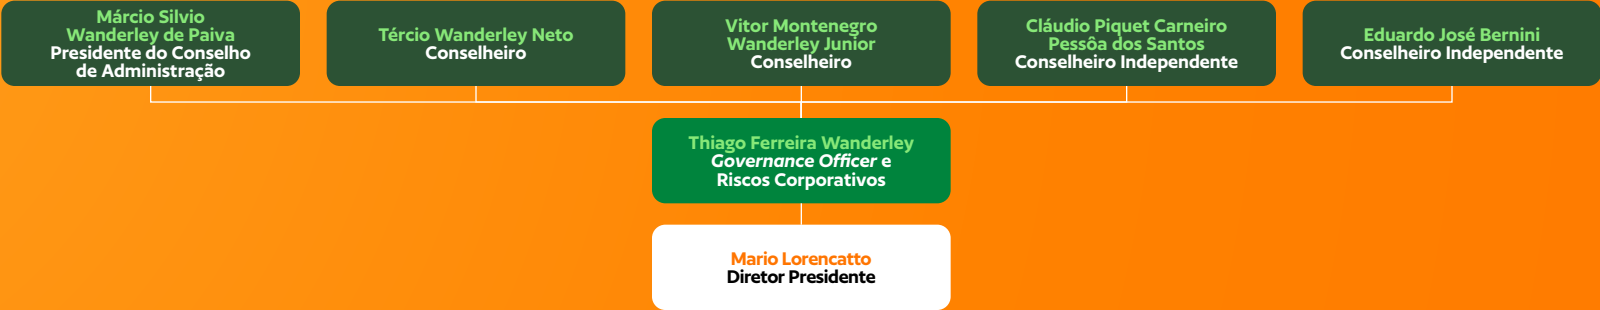 Márcio Silvio
Wanderley de Paiva
Presidente do Conselho
de Administração
Tércio Wanderley Neto
Conselheiro
Vitor Montenegro
Wanderley Junior
Conselheiro
Cláudio Piquet Carneiro
Pessôa dos Santos
Conselheiro Independente
Eduardo José Bernini
Conselheiro Independente
Thiago Ferreira Wanderley
Governance Officer e
Riscos Corporativos
Mario Lorencatto
Diretor Presidente